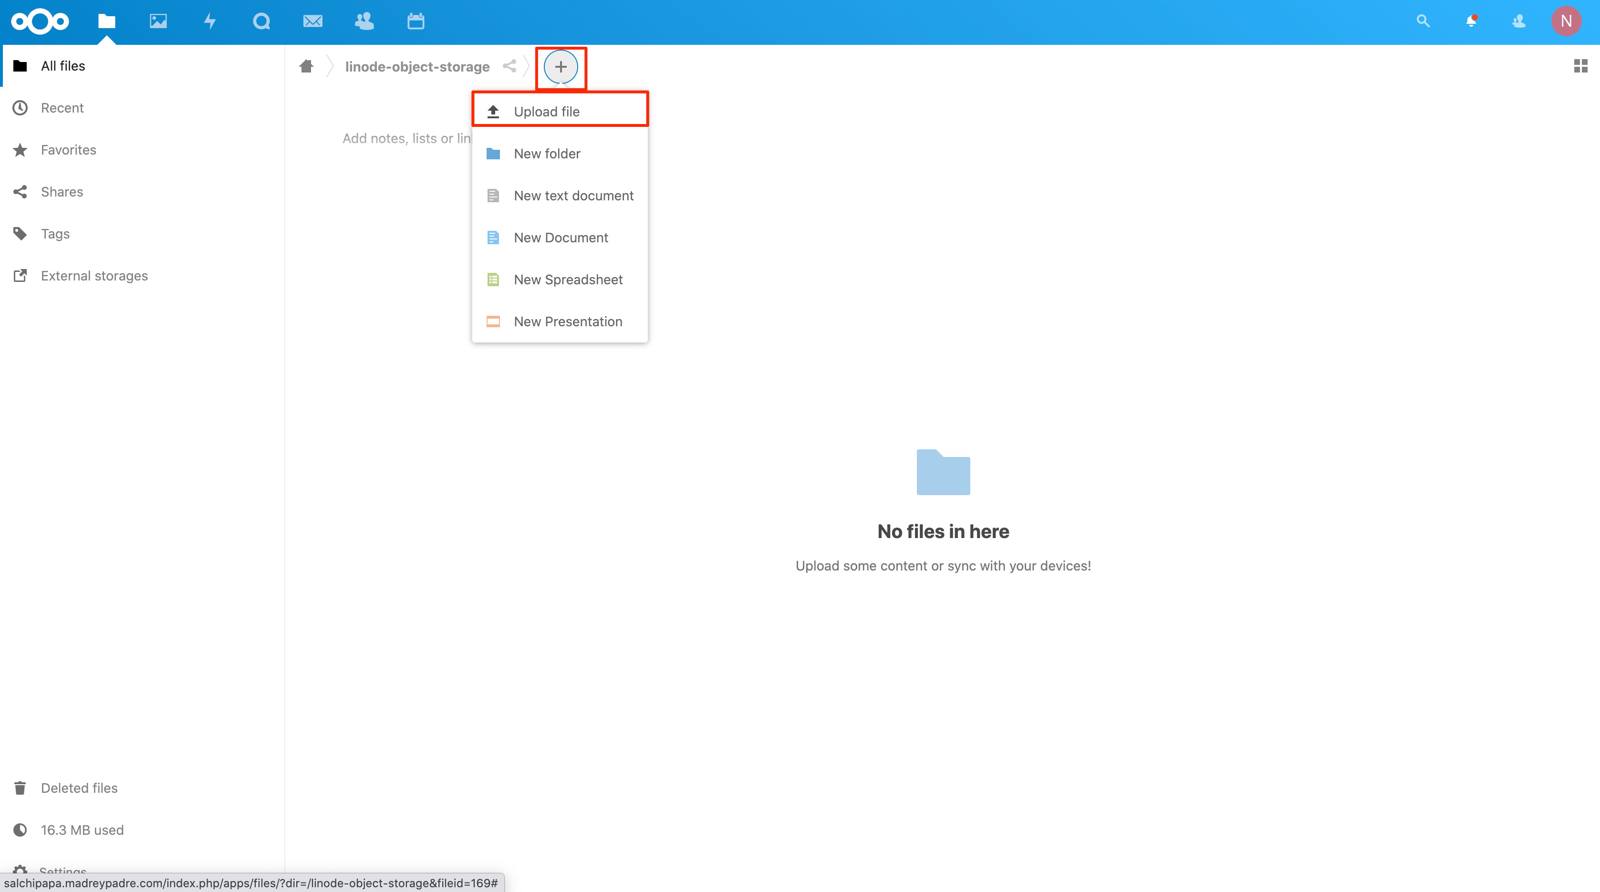 N
All files
linode-object-storage
Recent
Upload file
Add notes, lists or lin
Favorites
New folder
Shares
New text document
Tags
New Document
External storages
New Spreadsheet
New Presentation
No files in here
Upload some content or sync with your devices!
Deleted files
16.3 MB used
Settings
salchipapa.madreypadre.com/index.php/apps/files/?dir=/linode-object-storage&fileid=169#